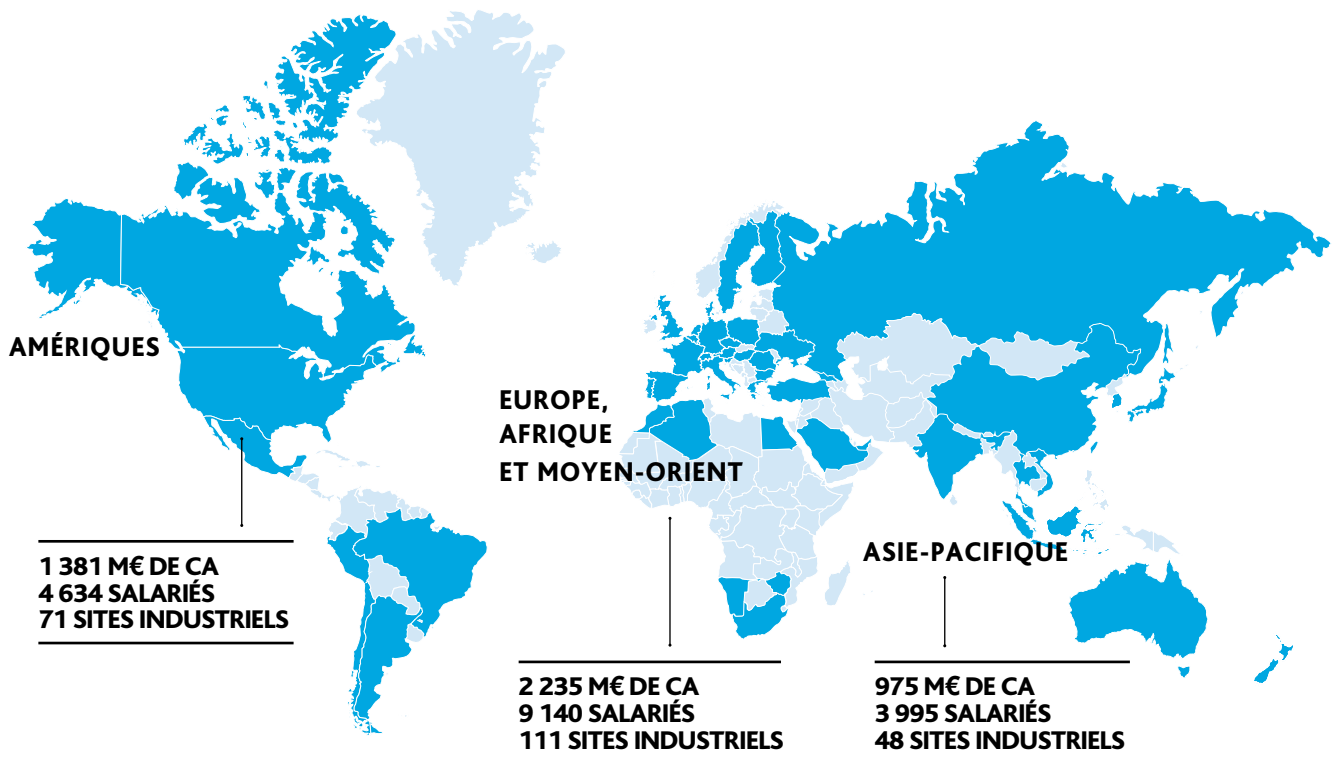 AMÉRIQUES
1 381 M€ DE CA
4 634 SALARIÉS
71 SITES INDUSTRIELS
EUROPE,
AFRIQUE
ET MOYEN-ORIENT
2 235 M€ DE CA
9 140 SALARIÉS
111 SITES INDUSTRIELS
ASIE-PACIFIQUE
975 M€ DE CA
3 995 SALARIÉS
48 SITES INDUSTRIELS